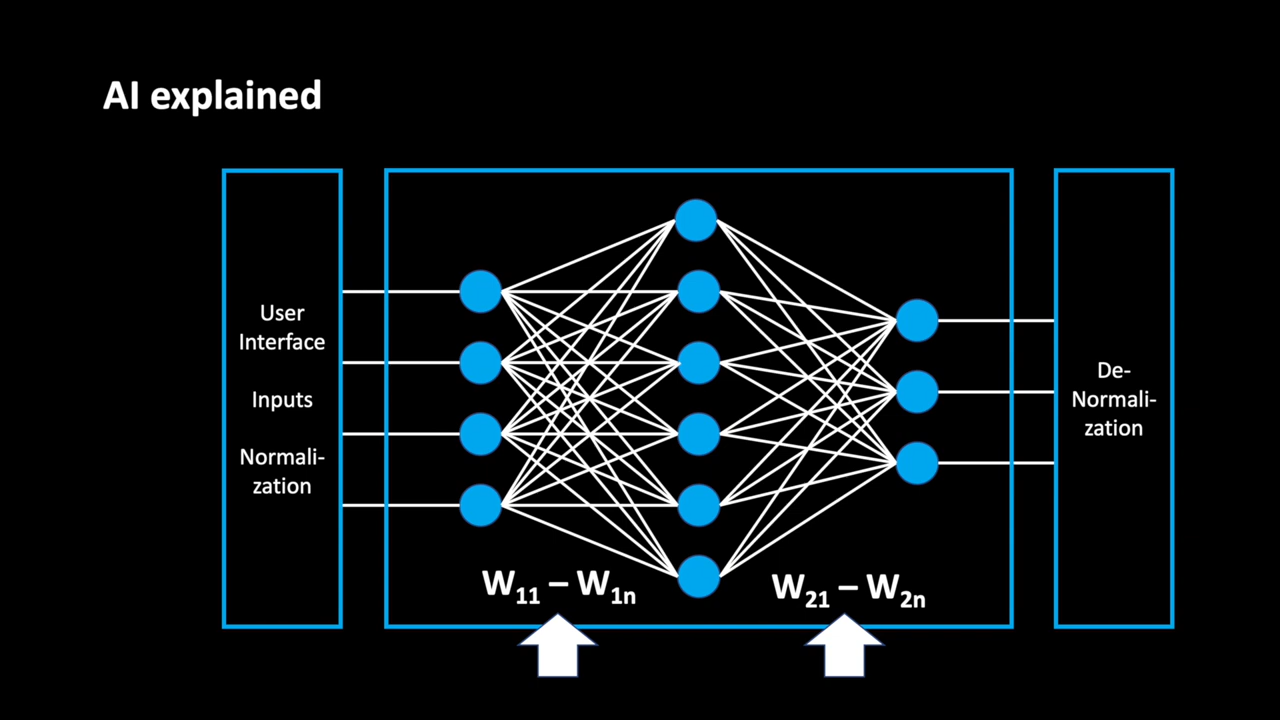 AI explained
User
Interface
Inputs
Normali-
zation
W₁₁ – W₁ₙ
W₂₁ – W₂ₙ
De-
Normali-
zation